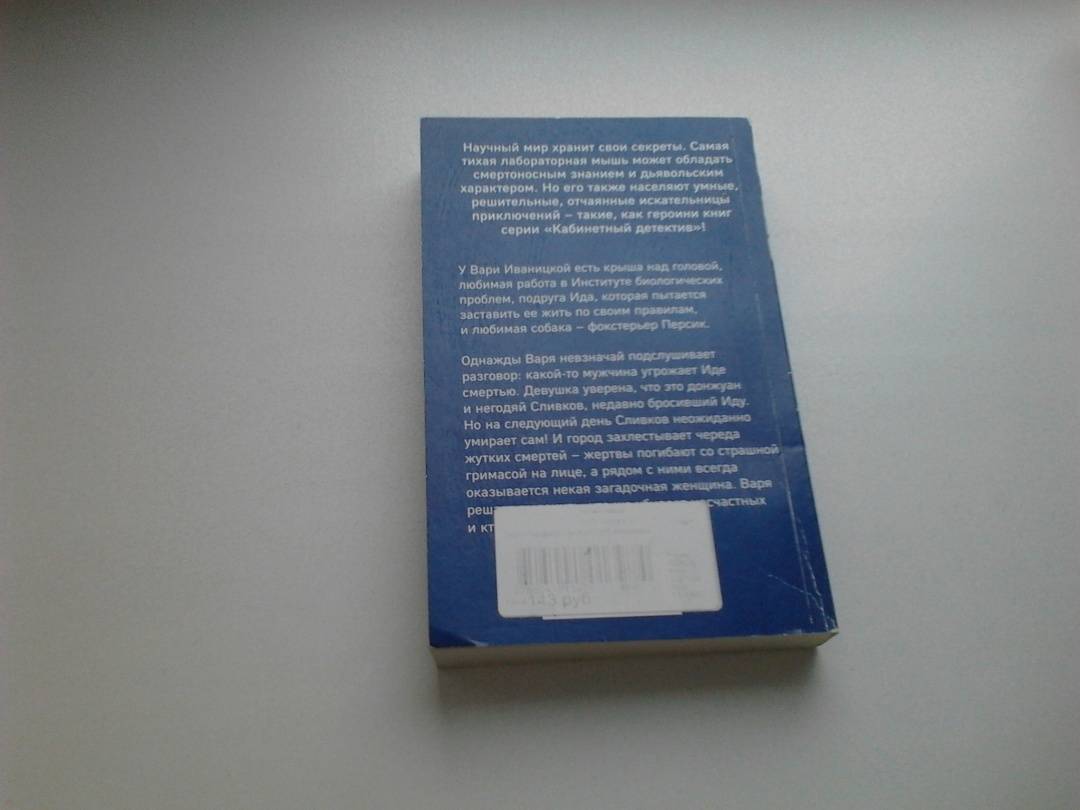 Научный мир хранит свои секреты. Самая
тихая лабораторная мышь может обладать
смертоносным знанием и дьявольским
характером. Но его также населяют умные,
решительные, отчаянные искательницы
приключений – такие, как героини книг
серии «Кабинетный детектив»!
У Вари Иваницкой есть крыша над головой,
любимая работа в Институте биологических
проблем, подруга Ида, которая пытается
заставить ее жить по своим правилам,
и любимая собака – фокстерьер Персик.
Однажды Варя невзначай подслушивает
разговор: какой-то мужчина угрожает Иде
смертью. Девушка уверена, что это донжуан
и негодяй Сливков, недавно бросивший Иду.
Но на следующий день Сливков неожиданно
умирает сам! И город захлестывает череда
жутких смертей – жертвы погибают со страшной
гримасой на лице, а рядом с ними всегда
оказывается некая загадочная женщина. Варя
и
143 руб